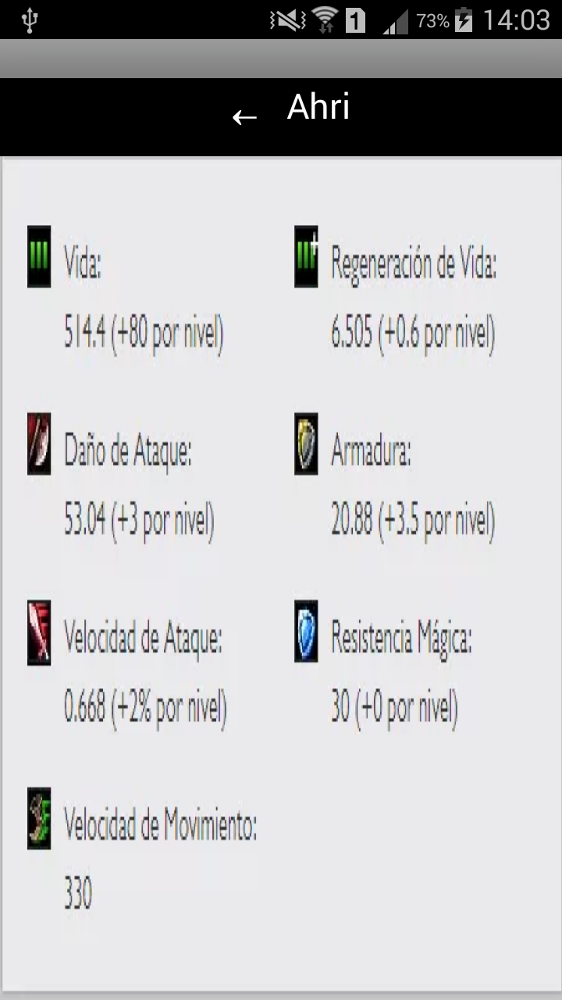 1 73% 14:03
← Ahri
Vida: Regeneración de Vida:
514.4 (+80 por nivel) 6.505 (+0.6 por nivel)
Daño de Ataque: Armadura:
53.04 (+3 por nivel) 20.88 (+3.5 por nivel)
Velocidad de Ataque: Resistencia Mágica:
0.668 (+2% por nivel) 30 (+0 por nivel)
Velocidad de Movimiento:
330